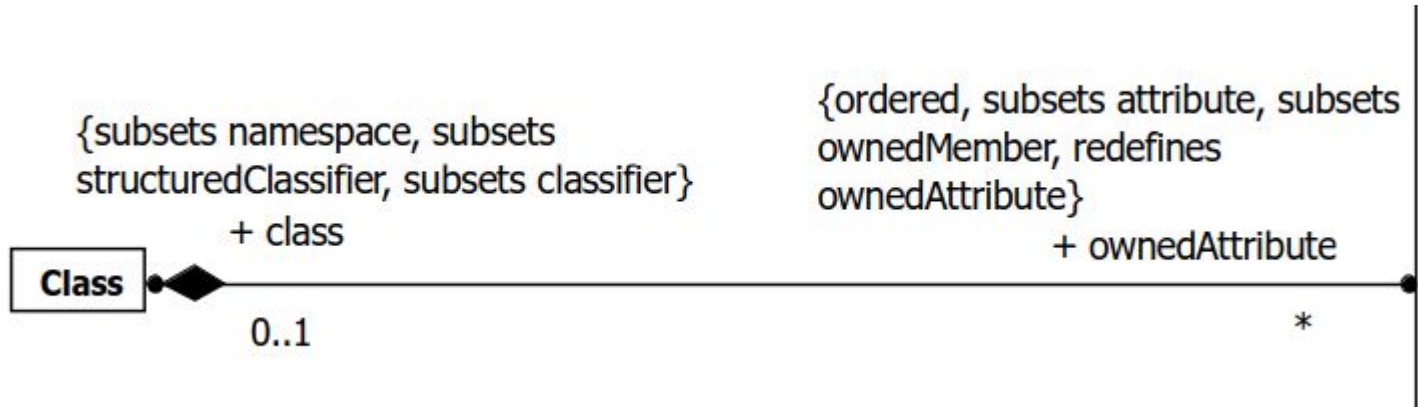 {ordered, subsets attribute, subsets
ownedMember, redefines
ownedAttribute}
{subsets namespace, subsets
structuredClassifier, subsets classifier}
+ class
+ ownedAttribute
Class
0..1
*